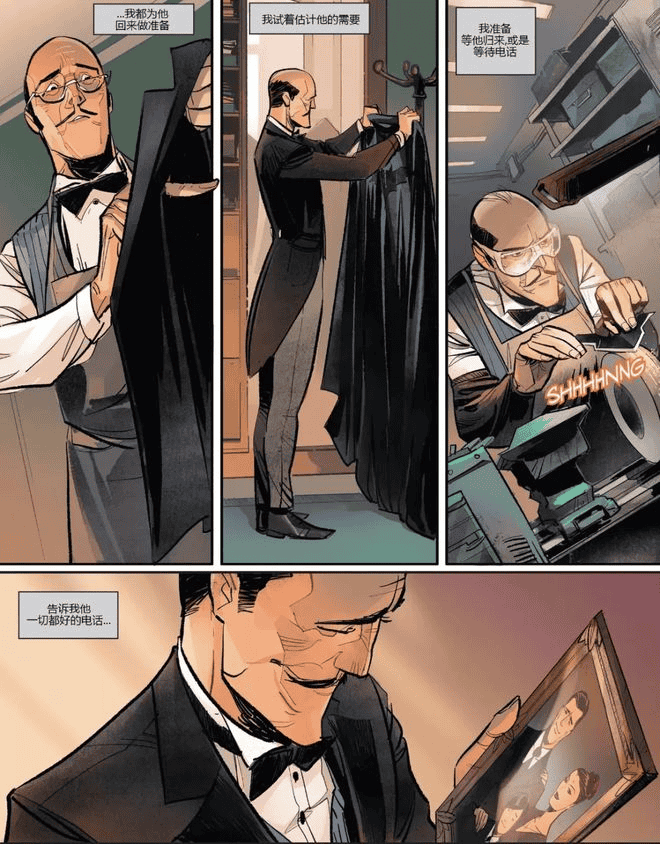 ...我都为他
回来做准备
我试着估计他的需要
我准备
等他归来,或是
等待电话
SHHHHNNG
告诉我他
一切都好的电话...